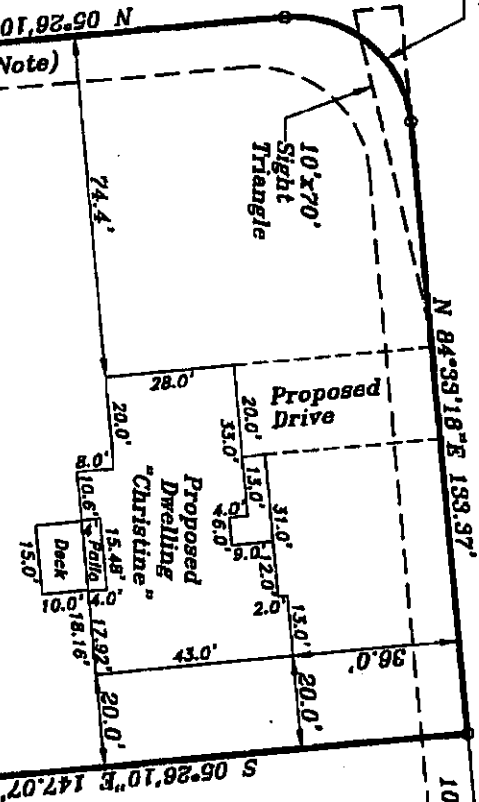 N 05°26'10
Note)
10'x70'
Sight
Triangle
N 84°33'18"E 133.37'
74.4'
28.0'
Proposed
Drive
20.0'
33.0'
13.0'
31.0'
4.0'
6.0'
9.0'
2.0'
2.0'
13.0'
36.0'
20.0'
8.0'
10.6'
Proposed
Dwelling
"Christine"
15.48'
Patio
Deck
15.0'
10.0'
4.0'
17.92'
18.16'
43.0'
20.0'
20.0'
S 05°26'10"E 147.07'
10